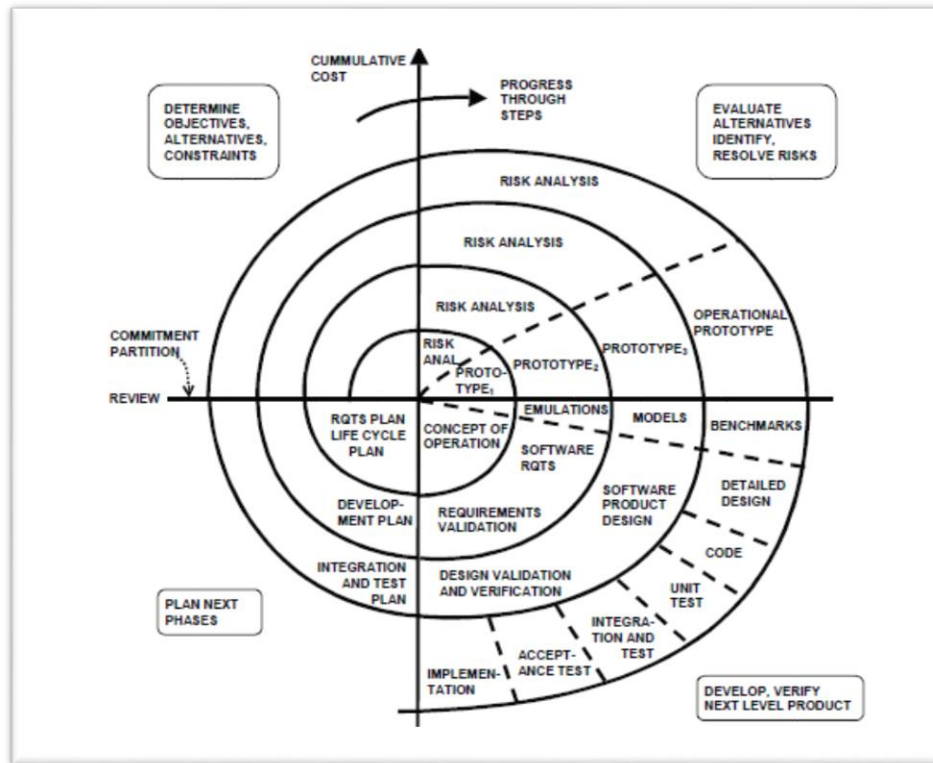 CUMMULATIVE
COST
PROGRESS
THROUGH
STEPS
DETERMINE
OBJECTIVES,
ALTERNATIVES,
CONSTRAINTS
EVALUATE
ALTERNATIVES
IDENTIFY,
RESOLVE RISKS
RISK ANALYSIS
RISK ANALYSIS
RISK ANALYSIS
RISK
ANAL.
PROTO-
TYPE1
PROTOTYPE2
PROTOTYPE3
OPERATIONAL
PROTOTYPE
COMMITMENT
PARTITION
REVIEW
RQTS PLAN
LIFE CYCLE
PLAN
CONCEPT OF
OPERATION
EMULATIONS
MODELS
BENCHMARKS
SOFTWARE
RQTS
SOFTWARE
PRODUCT
DESIGN
DETAILED
DESIGN
DEVELOP-
MENT PLAN
REQUIREMENTS
VALIDATION
CODE
INTEGRATION
AND TEST
PLAN
DESIGN VALIDATION
AND VERIFICATION
UNIT
TEST
PLAN NEXT
PHASES
INTEGRA-
TION AND
TEST
ACCEPT-
ANCE TEST
IMPLEMEN-
TATION
DEVELOP, VERIFY
NEXT LEVEL PRODUCT